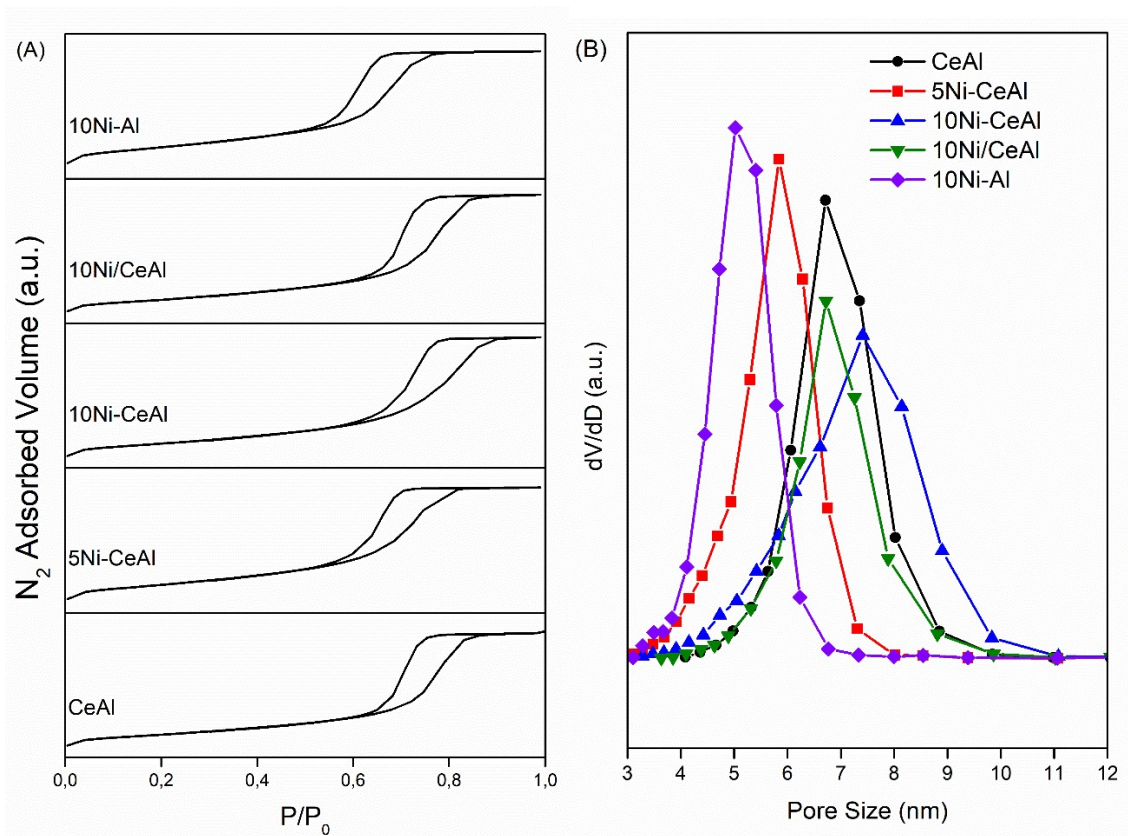 (A)
10Ni-Al
10Ni/CeAl
10Ni-CeAl
5Ni-CeAl
CeAl
N₂ Adsorbed Volume (a.u.)
0,0 0,2 0,4 0,6 0,8 1,0
P/P₀
(B)
CeAl
5Ni-CeAl
10Ni-CeAl
10Ni/CeAl
10Ni-Al
dV/dD (a.u.)
3 4 5 6 7 8 9 10 11 12
Pore Size (nm)